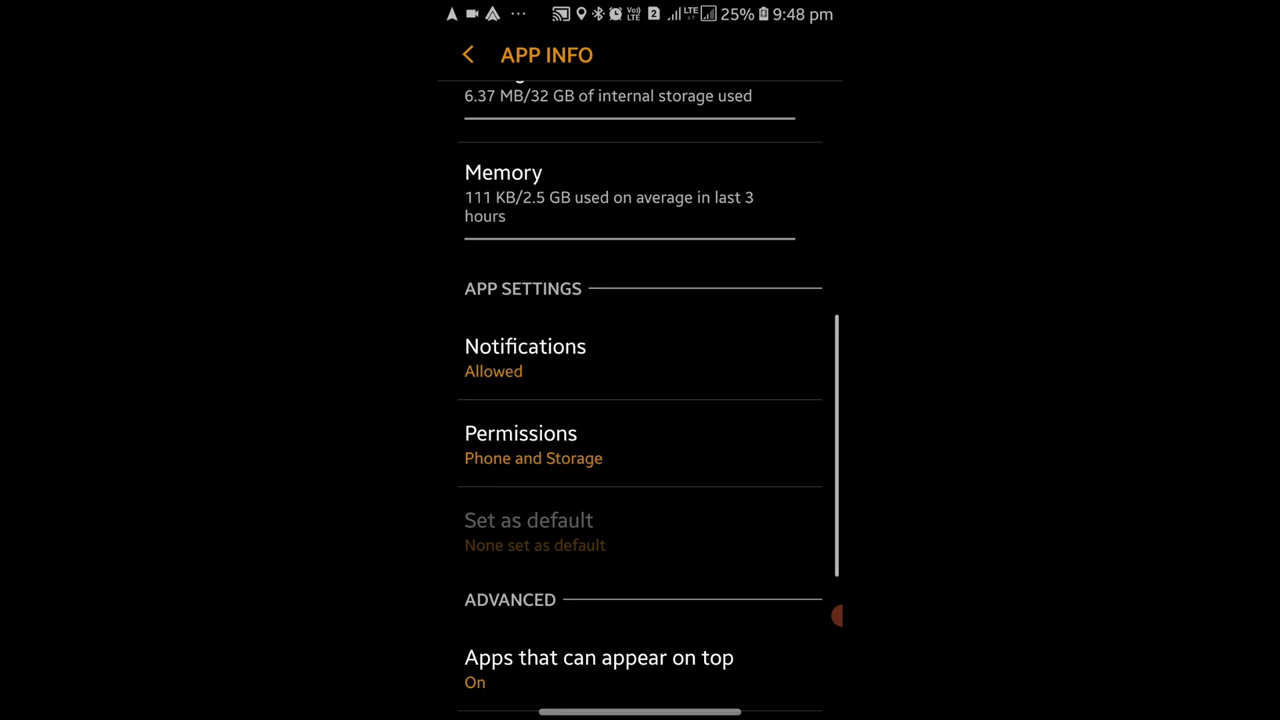 25% 9:48 pm
APP INFO
6.37 MB/32 GB of internal storage used
Memory
111 KB/2.5 GB used on average in last 3
hours
APP SETTINGS
Notifications
Allowed
Permissions
Phone and Storage
Set as default
None set as default
ADVANCED
Apps that can appear on top
On